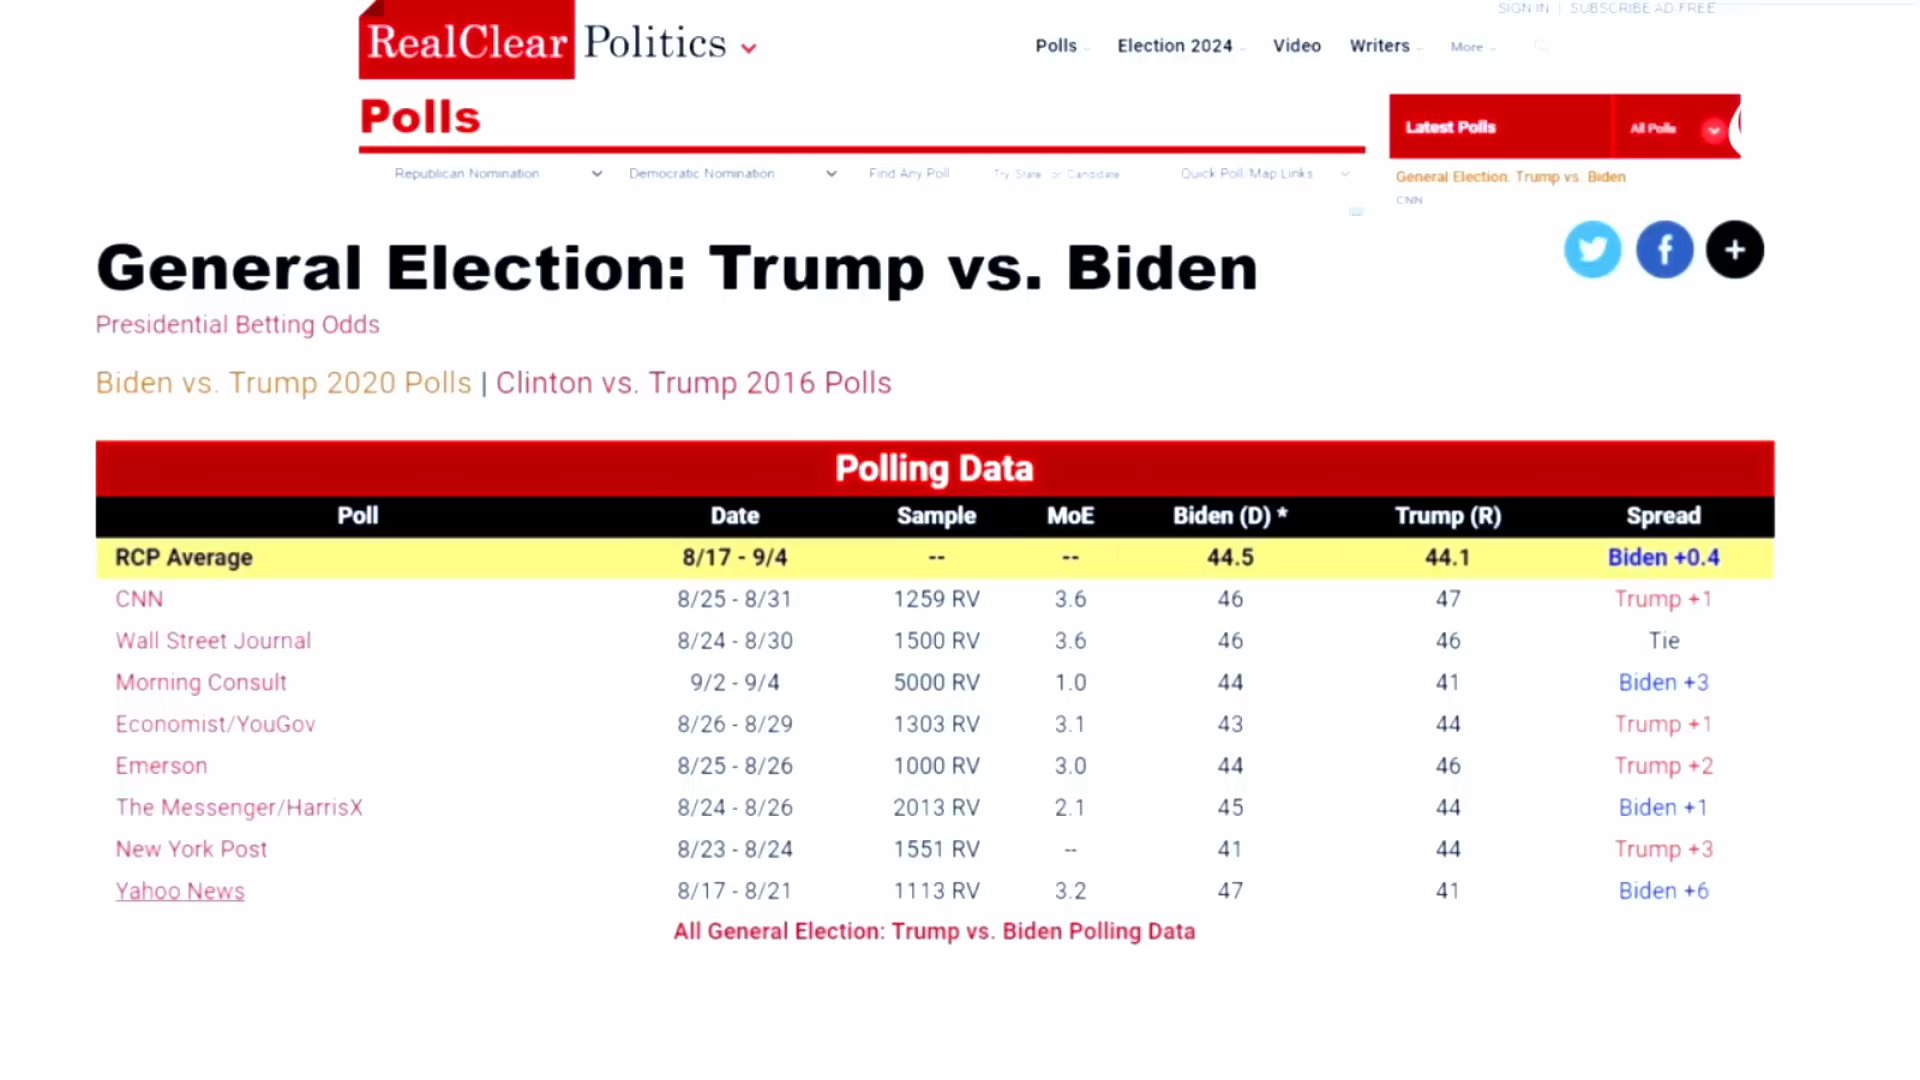 SIGN IN | SUBSCRIBE AD FREE
RealClear Politics
Polls Election 2024 Video Writers More
Polls
Latest Polls All Polls
Republican Nomination Democratic Nomination Find Any Poll Try State or Candidate Quick Poll/Map Links
General Election: Trump vs. Biden
CNN
General Election: Trump vs. Biden
Presidential Betting Odds
Biden vs. Trump 2020 Polls | Clinton vs. Trump 2016 Polls
Polling Data
Poll Date Sample MoE Biden (D) * Trump (R) Spread
RCP Average 8/17 - 9/4 -- -- 44.5 44.1 Biden +0.4
CNN 8/25 - 8/31 1259 RV 3.6 46 47 Trump +1
Wall Street Journal 8/24 - 8/30 1500 RV 3.6 46 46 Tie
Morning Consult 9/2 - 9/4 5000 RV 1.0 44 41 Biden +3
Economist/YouGov 8/26 - 8/29 1303 RV 3.1 43 44 Trump +1
Emerson 8/25 - 8/26 1000 RV 3.0 44 46 Trump +2
The Messenger/HarrisX 8/24 - 8/26 2013 RV 2.1 45 44 Biden +1
New York Post 8/23 - 8/24 1551 RV -- 41 44 Trump +3
Yahoo News 8/17 - 8/21 1113 RV 3.2 47 41 Biden +6
All General Election: Trump vs. Biden Polling Data